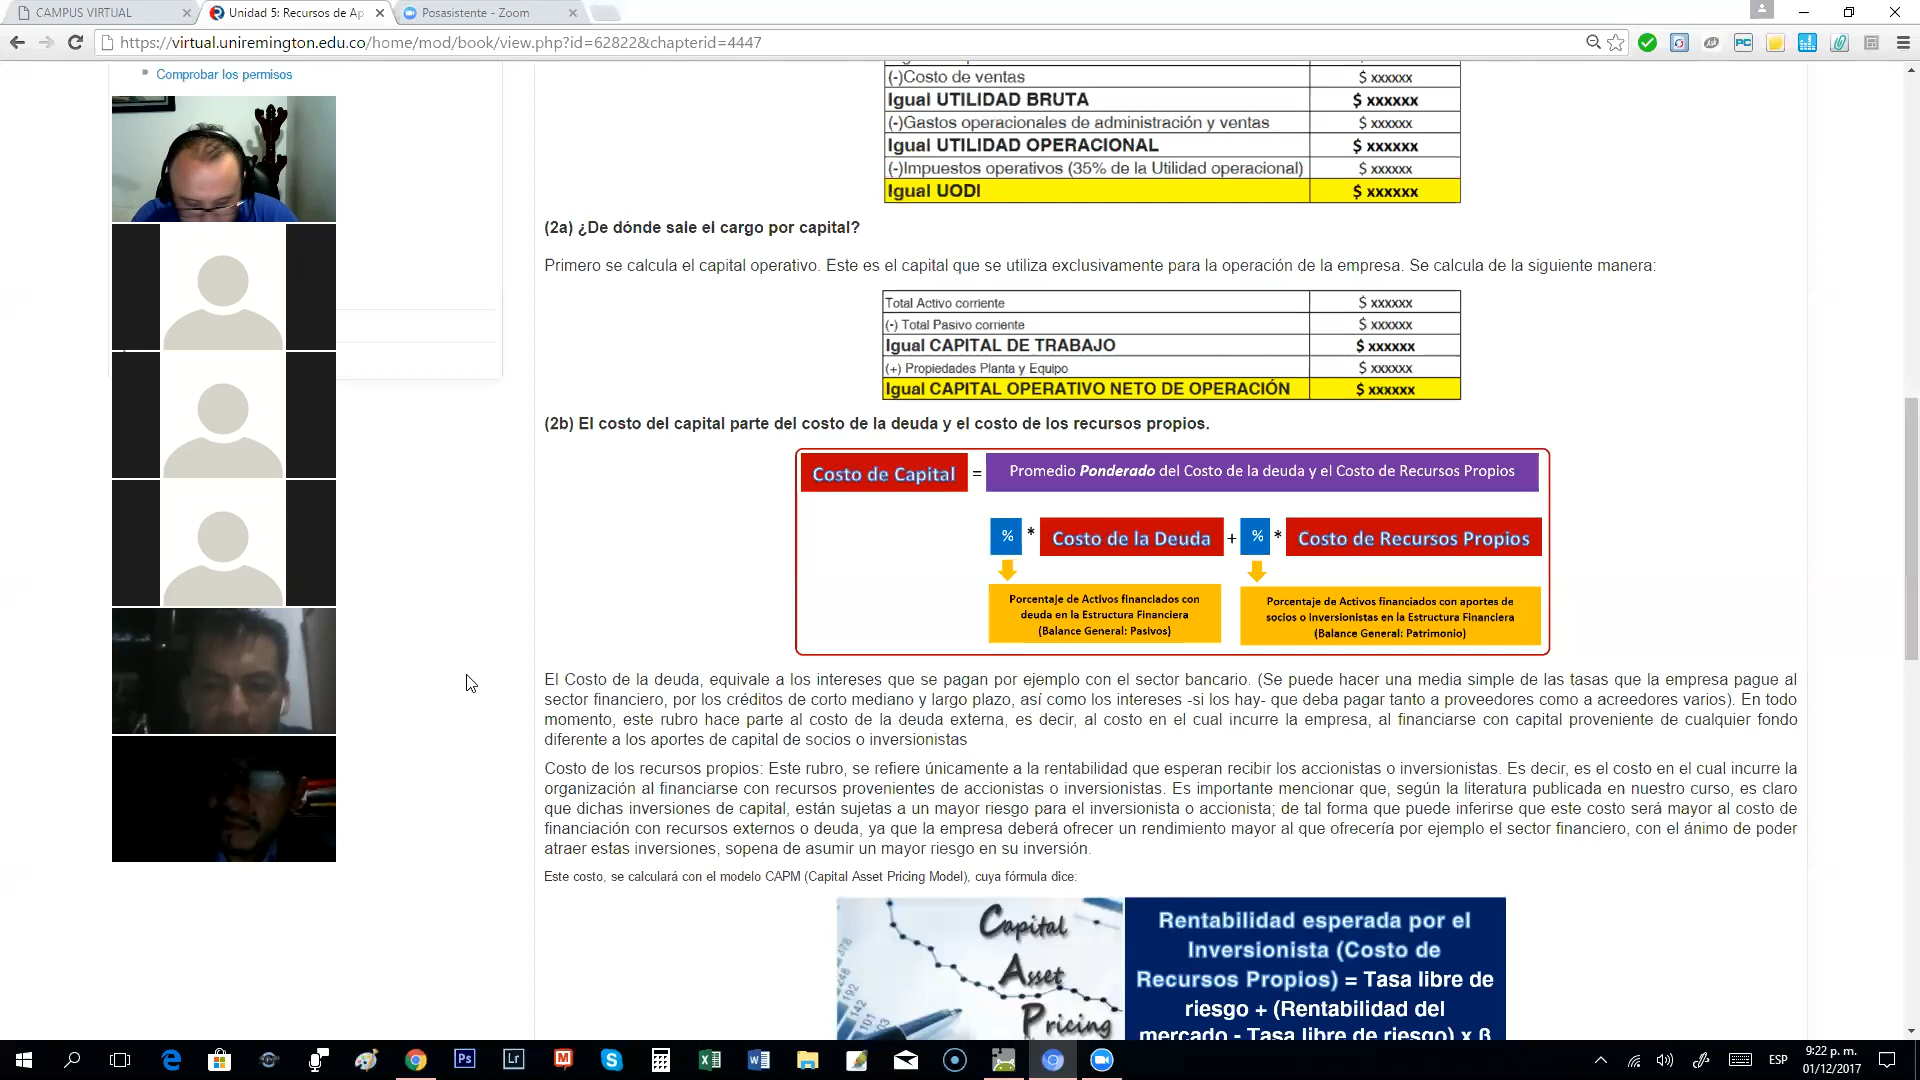 CAMPUS VIRTUAL
Unidad 5: Recursos de Ap
Posasistente - Zoom
https://virtual.uniremington.edu.co/home/mod/book/view.php?id=62822&chapterid=4447
Comprobar los permisos
(-)Costo de ventas $ xxxxxx
Igual UTILIDAD BRUTA $ xxxxxx
(-)Gastos operacionales de administración y ventas $ xxxxxx
Igual UTILIDAD OPERACIONAL $ xxxxxx
(-)Impuestos operativos (35% de la Utilidad operacional) $ xxxxxx
Igual UODI $ xxxxxx
(2a) ¿De dónde sale el cargo por capital?
Primero se calcula el capital operativo. Este es el capital que se utiliza exclusivamente para la operación de la empresa. Se calcula de la siguiente manera:
Total Activo corriente $ xxxxxx
(-) Total Pasivo corriente $ xxxxxx
Igual CAPITAL DE TRABAJO $ xxxxxx
(+) Propiedades Planta y Equipo $ xxxxxx
Igual CAPITAL OPERATIVO NETO DE OPERACIÓN $ xxxxxx
(2b) El costo del capital parte del costo de la deuda y el costo de los recursos propios.
Costo de Capital = Promedio Ponderado del Costo de la deuda y el Costo de Recursos Propios
% * Costo de la Deuda + % * Costo de Recursos Propios
Porcentaje de Activos financiados con
deuda en la Estructura Financiera
(Balance General: Pasivos)
Porcentaje de Activos financiados con aportes de
socios o inversionistas en la Estructura Financiera
(Balance General: Patrimonio)
El Costo de la deuda, equivale a los intereses que se pagan por ejemplo con el sector bancario. (Se puede hacer una media simple de las tasas que la empresa pague al
sector financiero, por los créditos de corto mediano y largo plazo, así como los intereses -si los hay- que deba pagar tanto a proveedores como a acreedores varios). En todo
momento, este rubro hace parte al costo de la deuda externa, es decir, al costo en el cual incurre la empresa, al financiarse con capital proveniente de cualquier fondo
diferente a los aportes de capital de socios o inversionistas
Costo de los recursos propios: Este rubro, se refiere únicamente a la rentabilidad que esperan recibir los accionistas o inversionistas. Es decir, es el costo en el cual incurre la
organización al financiarse con recursos provenientes de accionistas o inversionistas. Es importante mencionar que, según la literatura publicada en nuestro curso, es claro
que dichas inversiones de capital, están sujetas a un mayor riesgo para el inversionista o accionista; de tal forma que puede inferirse que este costo será mayor al costo de
financiación con recursos externos o deuda, ya que la empresa deberá ofrecer un rendimiento mayor al que ofrecería por ejemplo el sector financiero, con el ánimo de poder
atraer estas inversiones, sopena de asumir un mayor riesgo en su inversión.
Este costo, se calculará con el modelo CAPM (Capital Asset Pricing Model), cuya fórmula dice:
Capital
Asset
Pricing
Rentabilidad esperada por el
Inversionista (Costo de
Recursos Propios) = Tasa libre de
riesgo + (Rentabilidad del
mercado - Tasa libre de riesgo) x β
ESP
9:22 p. m.
01/12/2017